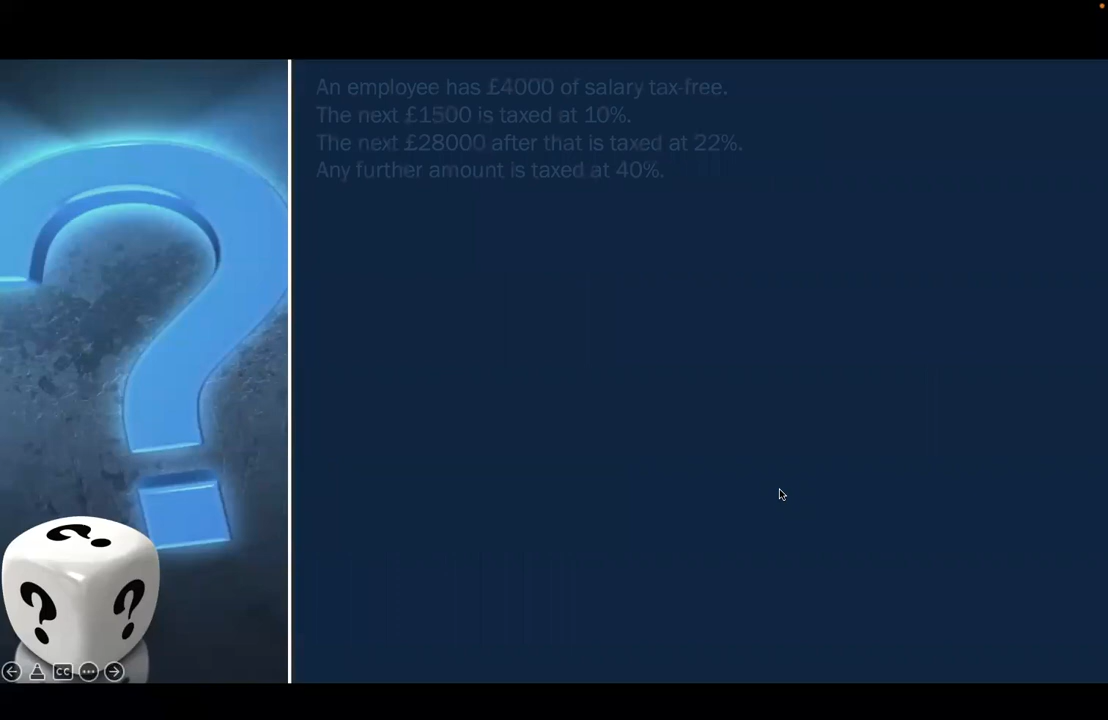 An employee has £4000 of salary tax-free.
The next £1500 is taxed at 10%.
The next £28000 after that is taxed at 22%.
Any further amount is taxed at 40%.
? ? ?
?
CC